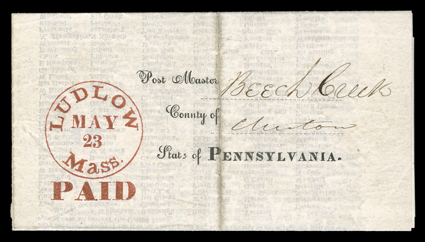 LUDLOW
MAY
23
Mass.
PAID
Post Master Beech Creek
County of Clinton
State of PENNSYLVANIA.